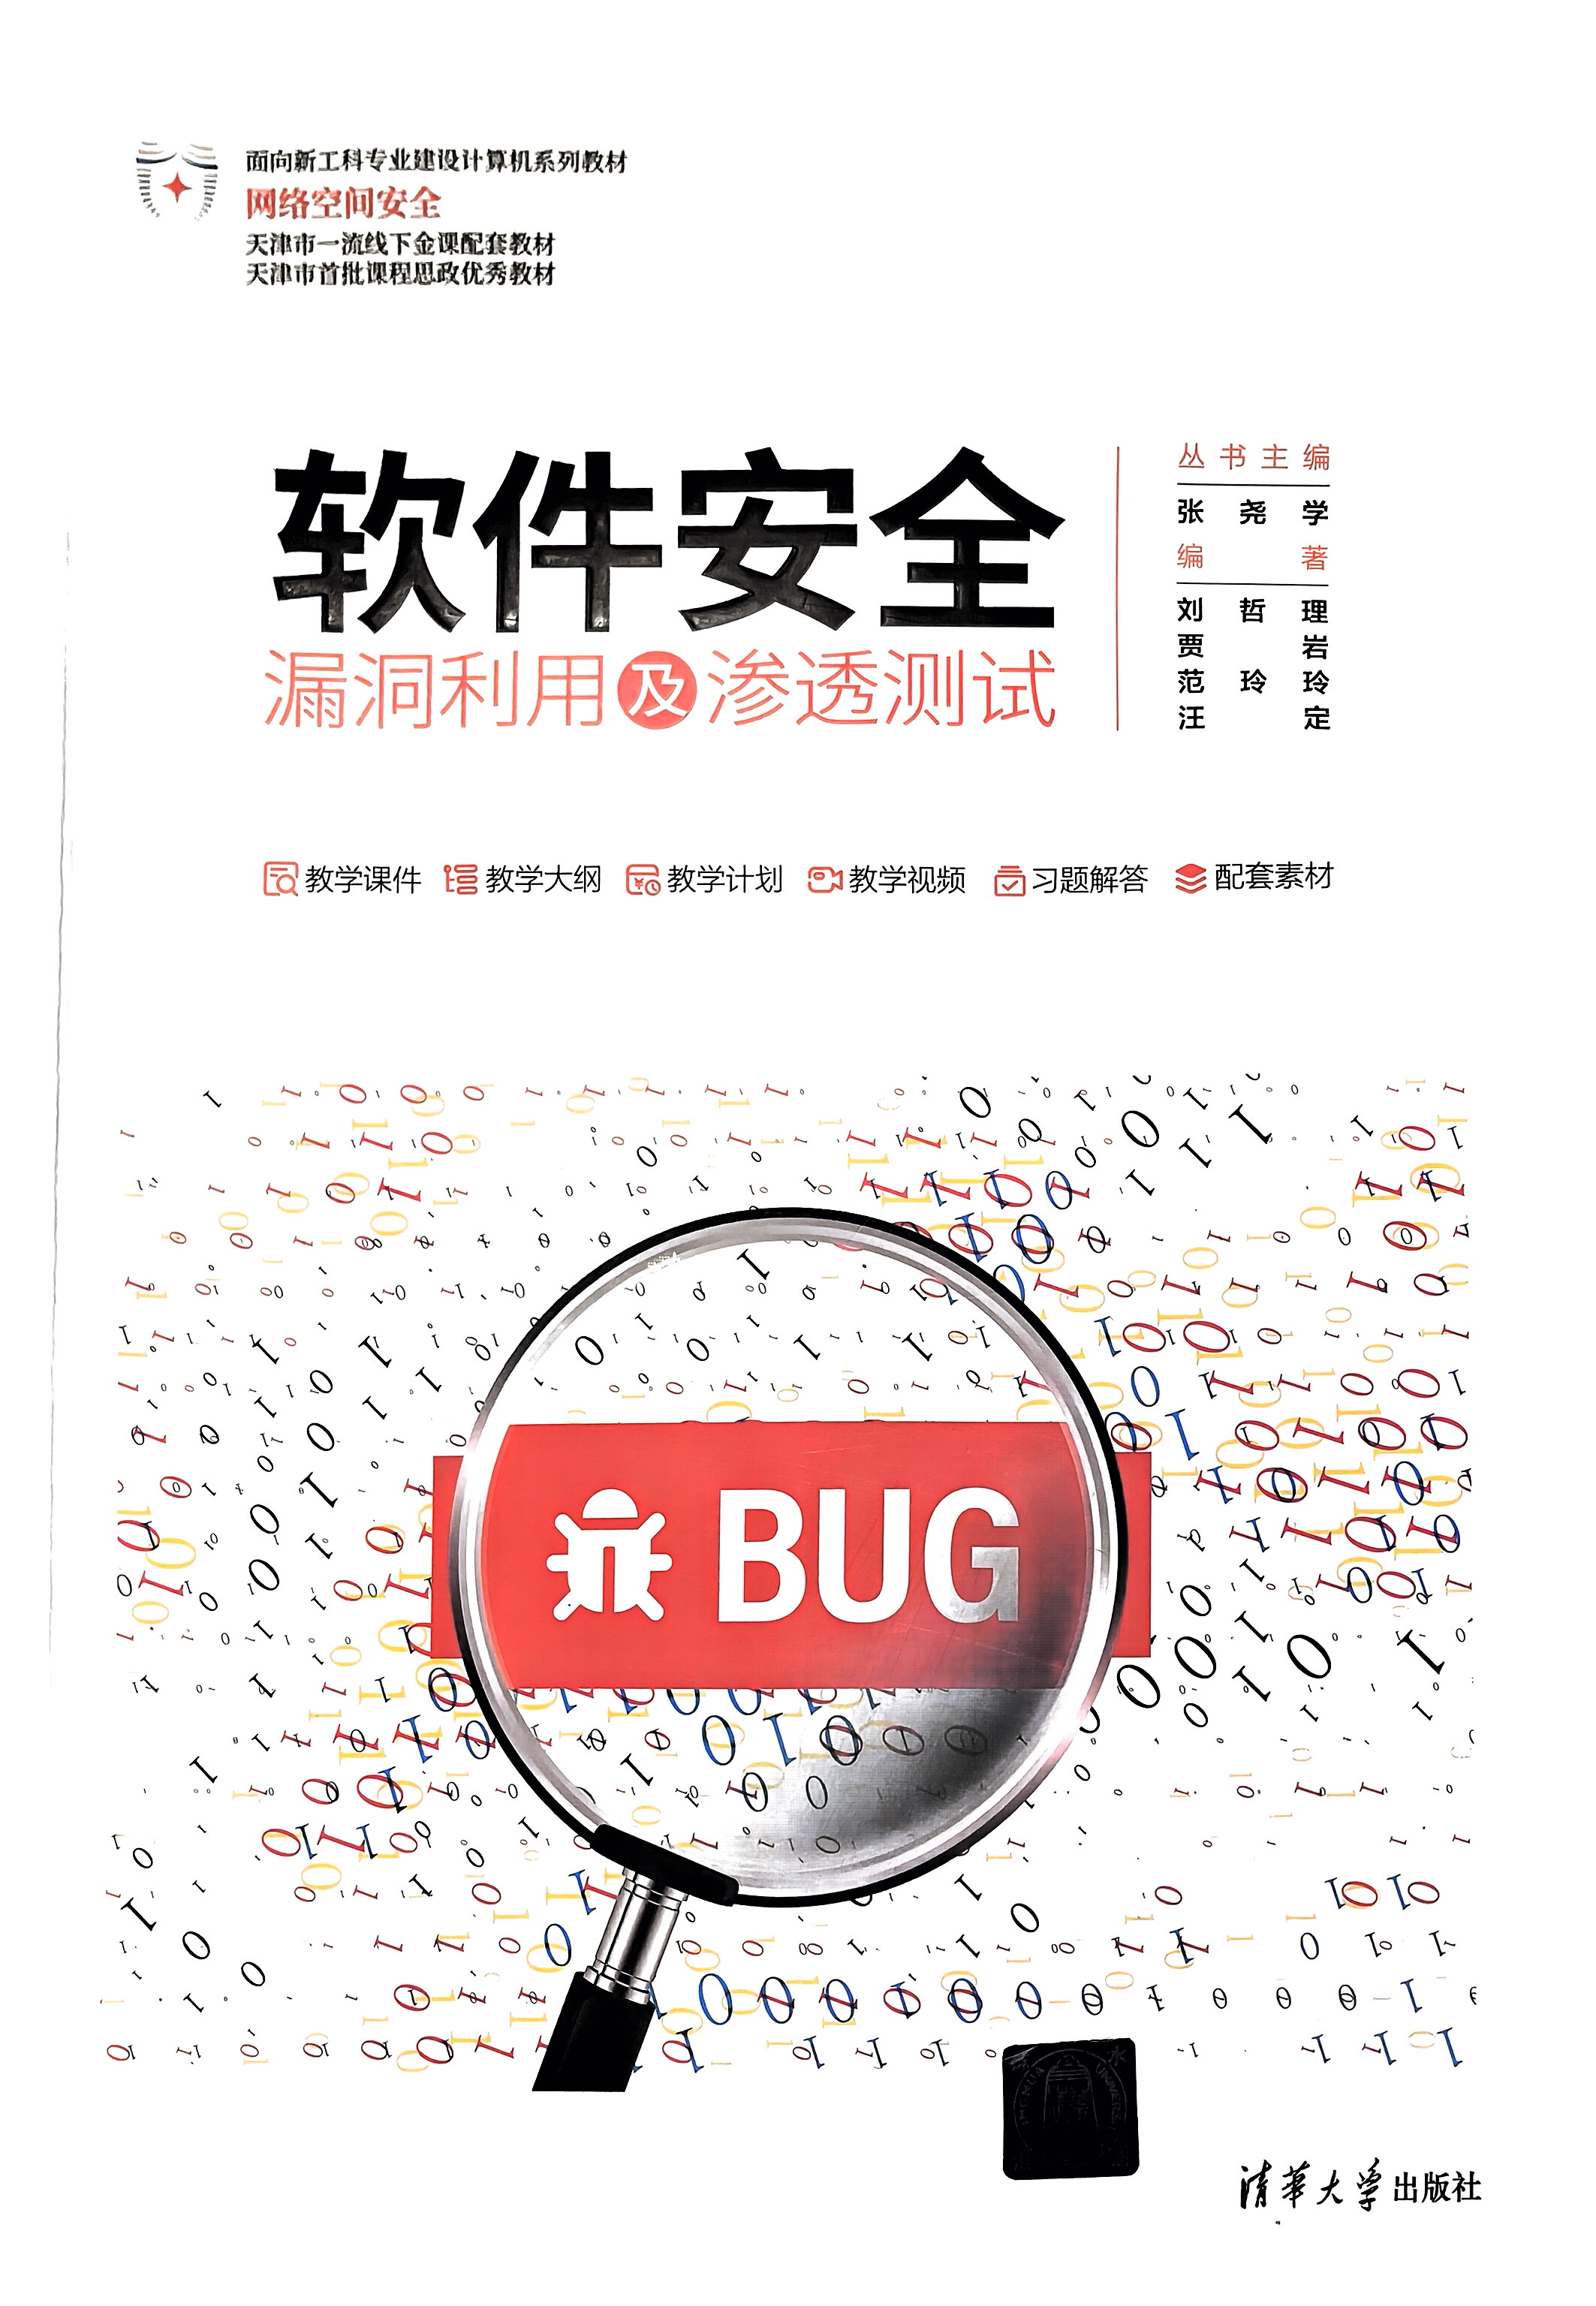 面向新工科专业建设计算机系列教材
网络空间安全
天津市一流线下金课配套教材
天津市首批课程思政优秀教材
软件安全
漏洞利用及渗透测试
丛书主编
张尧学
编著
刘哲理
贾岩
范玲玲
汪定
教学课件 教学大纲 教学计划 教学视频 习题解答 配套素材
BUG
清华大学出版社